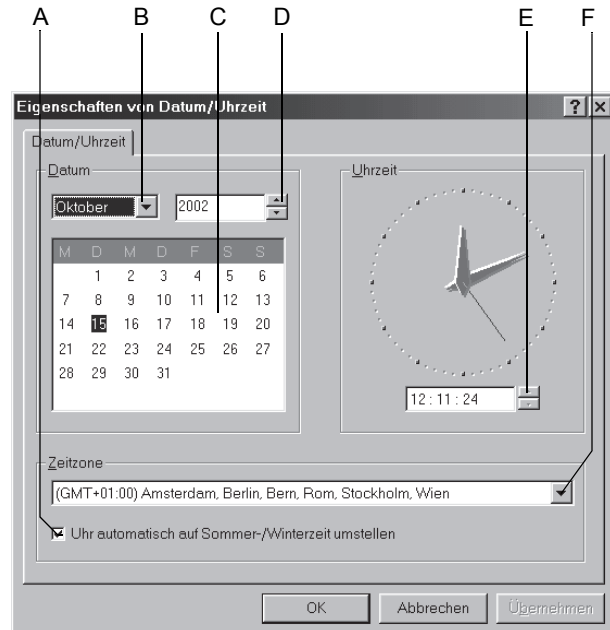 A B C D E F
Eigenschaften von Datum/Uhrzeit ? ×
Datum/Uhrzeit
Datum
Uhrzeit
Oktober 2002
M D M D F S S
1 2 3 4 5 6
7 8 9 10 11 12 13
14 15 16 17 18 19 20
21 22 23 24 25 26 27
28 29 30 31
12 : 11 : 24
Zeitzone
(GMT+01:00) Amsterdam, Berlin, Bern, Rom, Stockholm, Wien
Uhr automatisch auf Sommer-/Winterzeit umstellen
OK Abbrechen Übernehmen